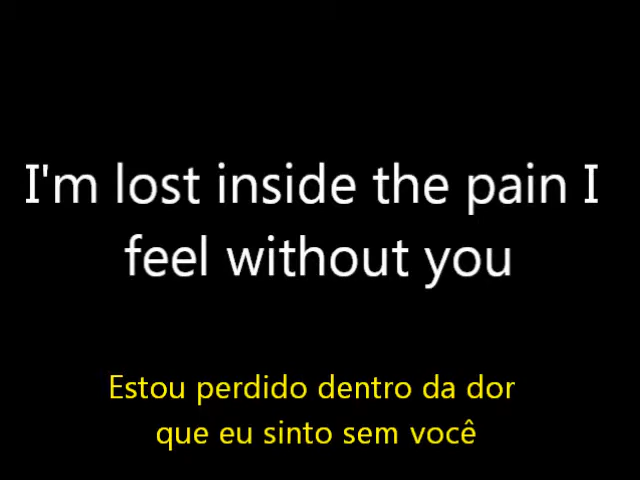 I'm lost inside the pain I
feel without you
Estou perdido dentro da dor
que eu sinto sem você